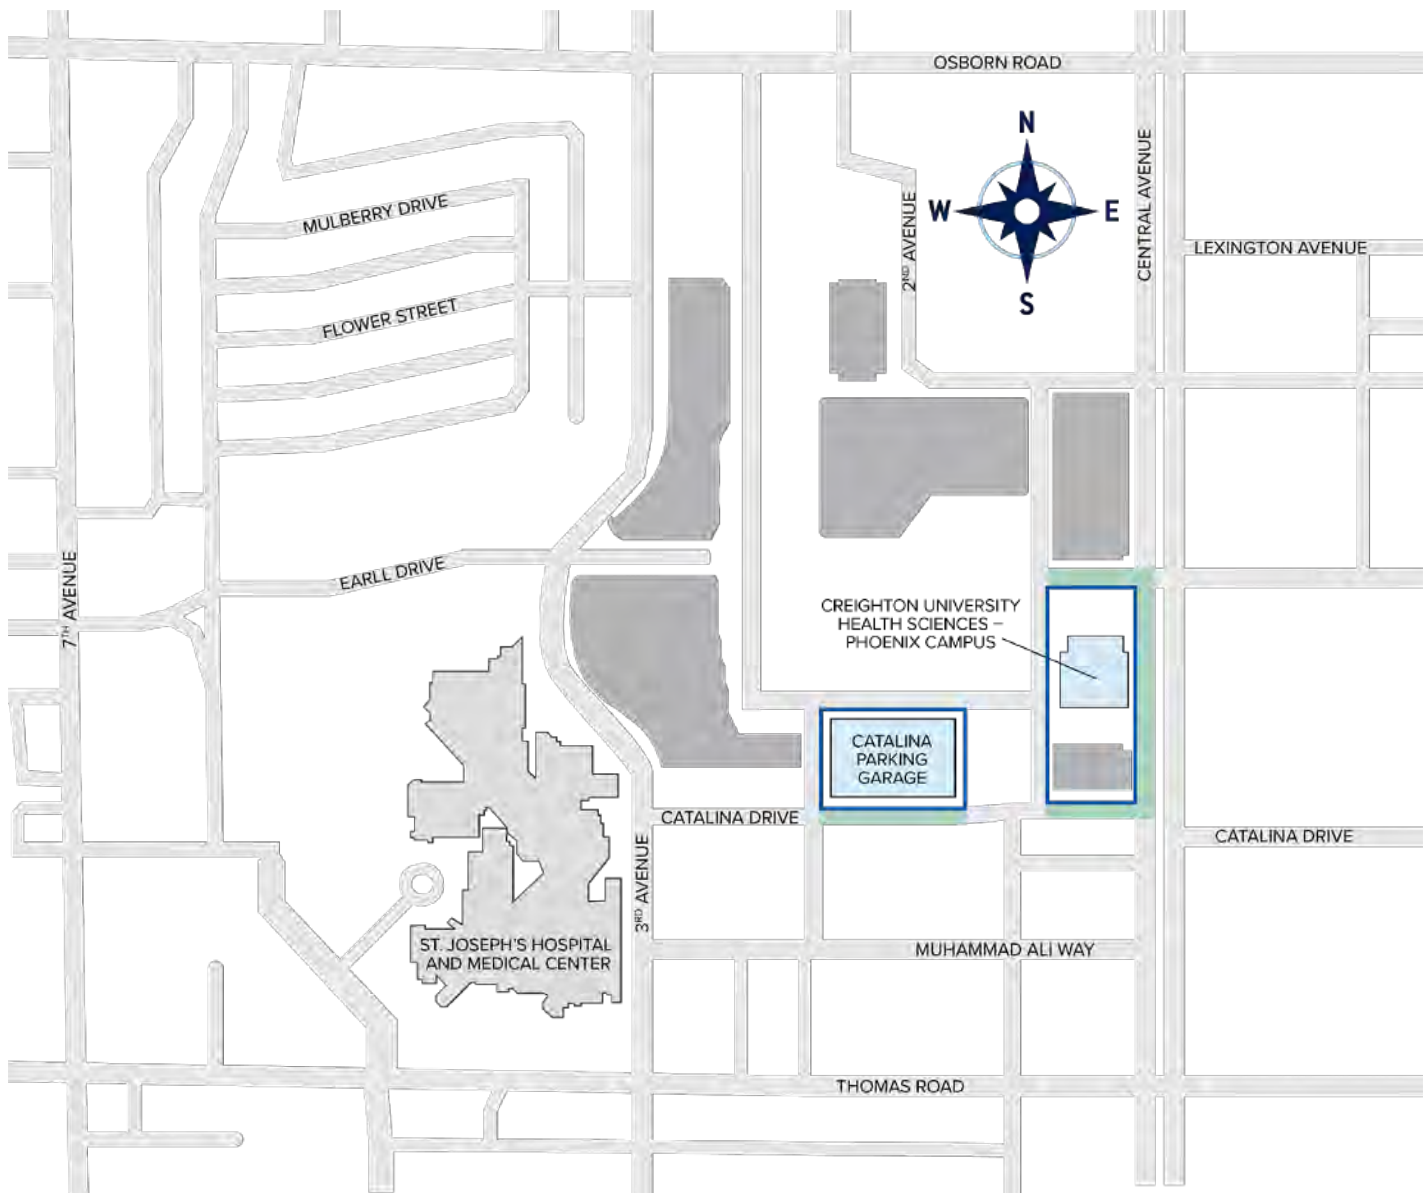 OSBORN ROAD
N
W
E
S
CENTRAL AVENUE
2ND AVENUE
MULBERRY DRIVE
LEXINGTON AVENUE
FLOWER STREET
7TH AVENUE
EARLL DRIVE
CREIGHTON UNIVERSITY
HEALTH SCIENCES –
PHOENIX CAMPUS
CATALINA
PARKING
GARAGE
CATALINA DRIVE
CATALINA DRIVE
3RD AVENUE
ST. JOSEPH'S HOSPITAL
AND MEDICAL CENTER
MUHAMMAD ALI WAY
THOMAS ROAD